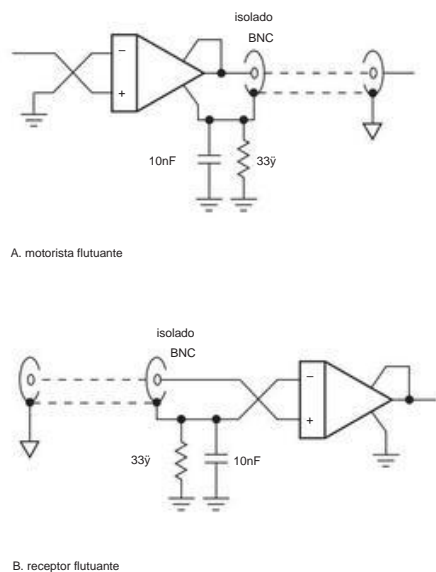 isolado
BNC
−
+
10nF
33ÿ
A. motorista flutuante
isolado
BNC
−
+
33ÿ
10nF
B. receptor flutuante